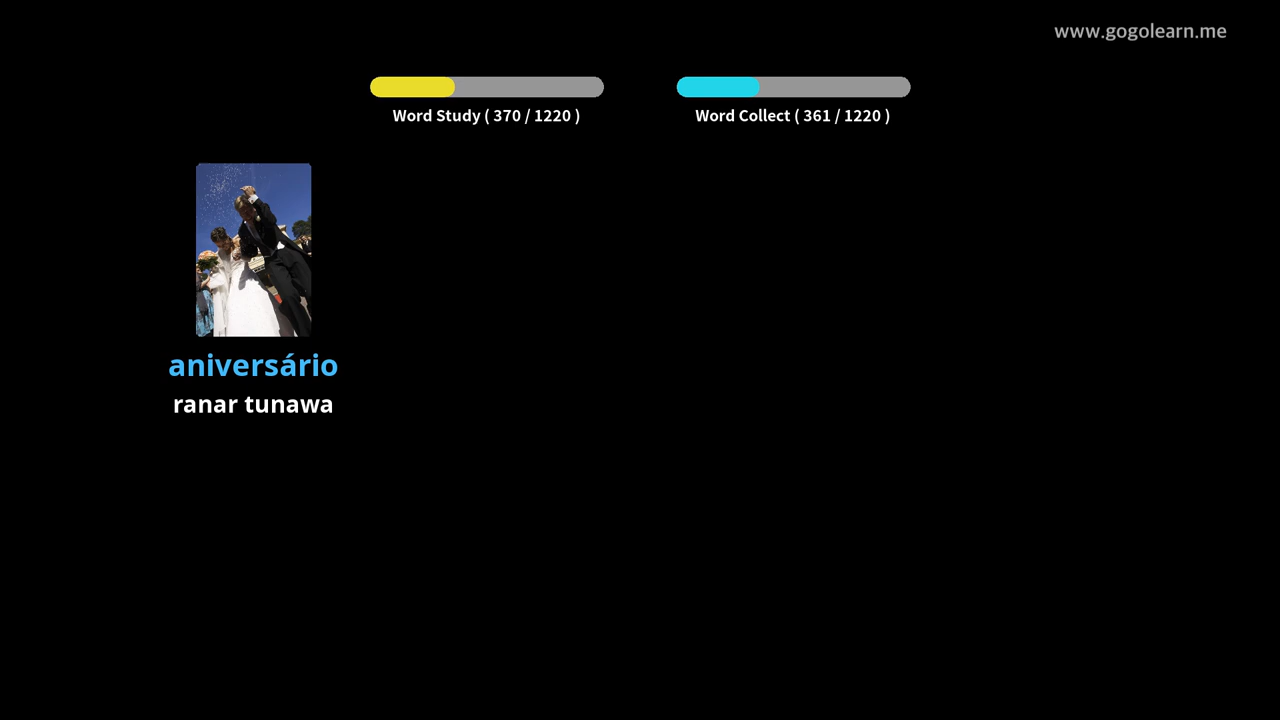 www.gogolearn.me
Word Study ( 370 / 1220 )
Word Collect ( 361 / 1220 )
aniversário
ranar tunawa